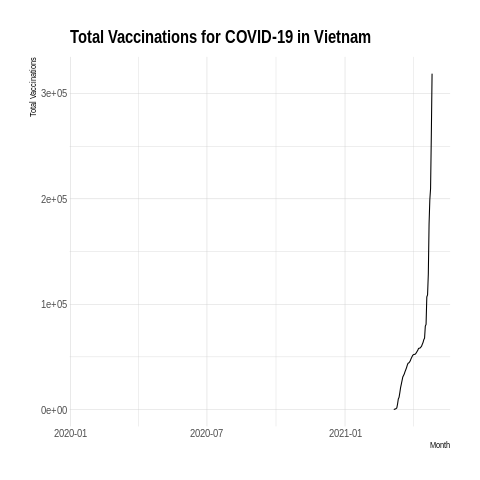 Total Vaccinations for COVID-19 in Vietnam
Total Vaccinations
3e+05
2e+05
1e+05
0e+00
2020-01
2020-07
2021-01
Month